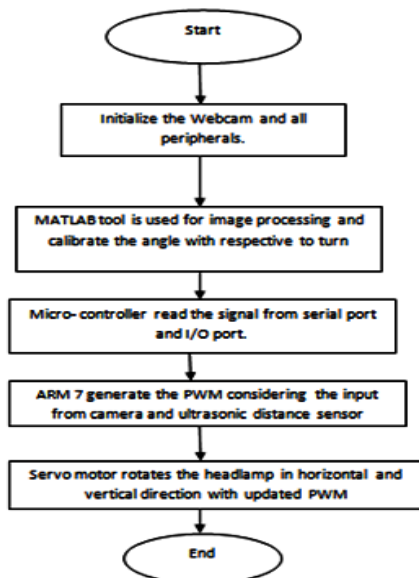 Start
Initialize the Webcam and all
peripherals.
MATLAB tool is used for image processing and
calibrate the angle with respective to turn
Micro- controller read the signal from serial port
and I/O port.
ARM 7 generate the PWM considering the input
from camera and ultrasonic distance sensor
Servo motor rotates the headlamp in horizontal and
vertical direction with updated PWM
End